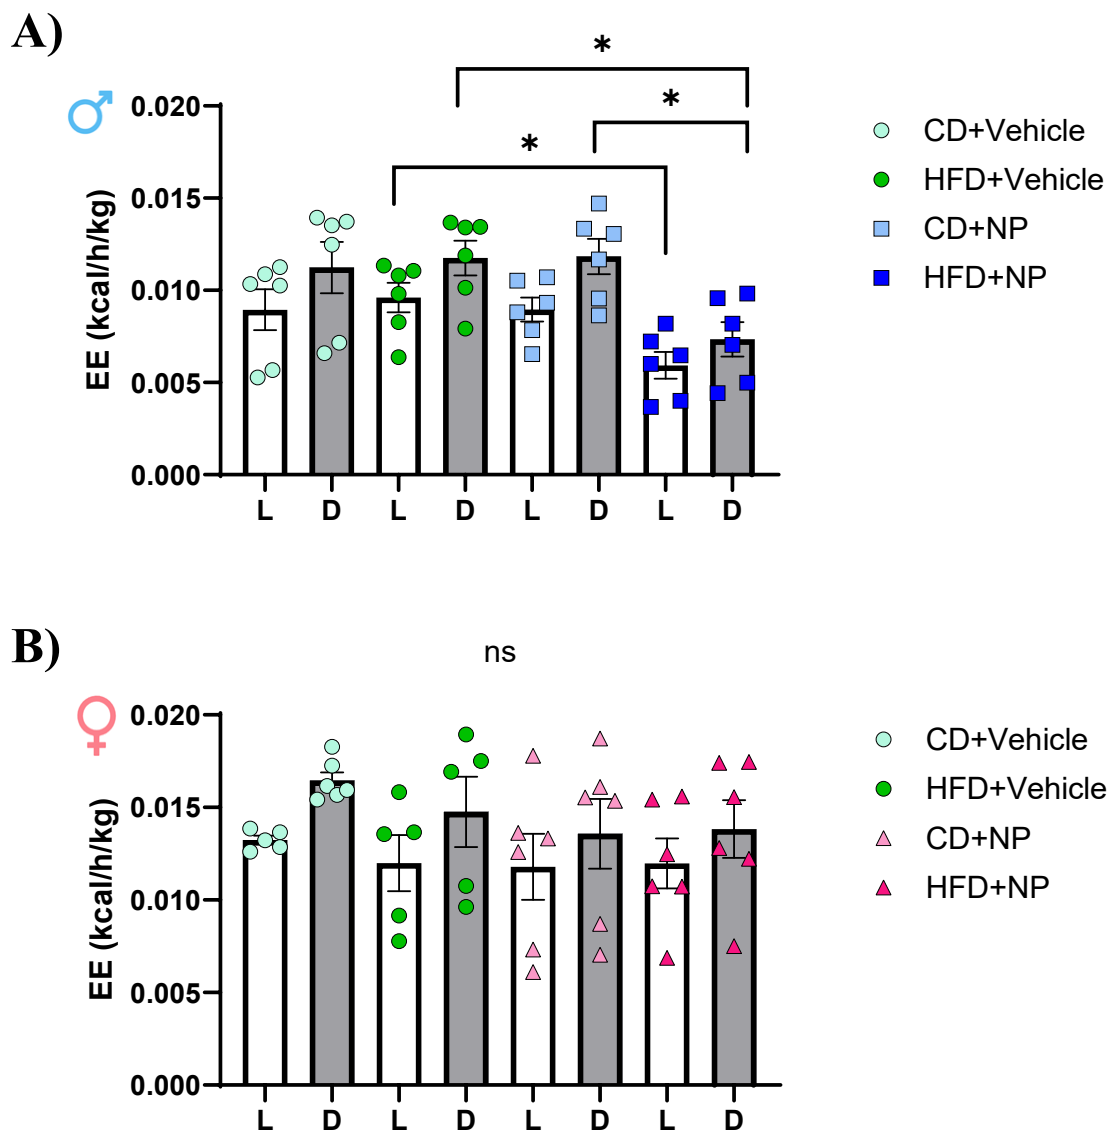 A)
*
*
*
♂
0.020
0.015
0.010
0.005
0.000
EE (kcal/h/kg)
L D L D L D L D
CD+Vehicle
HFD+Vehicle
CD+NP
HFD+NP
B)
ns
♀
0.020
0.015
0.010
0.005
0.000
EE (kcal/h/kg)
L D L D L D L D
CD+Vehicle
HFD+Vehicle
CD+NP
HFD+NP